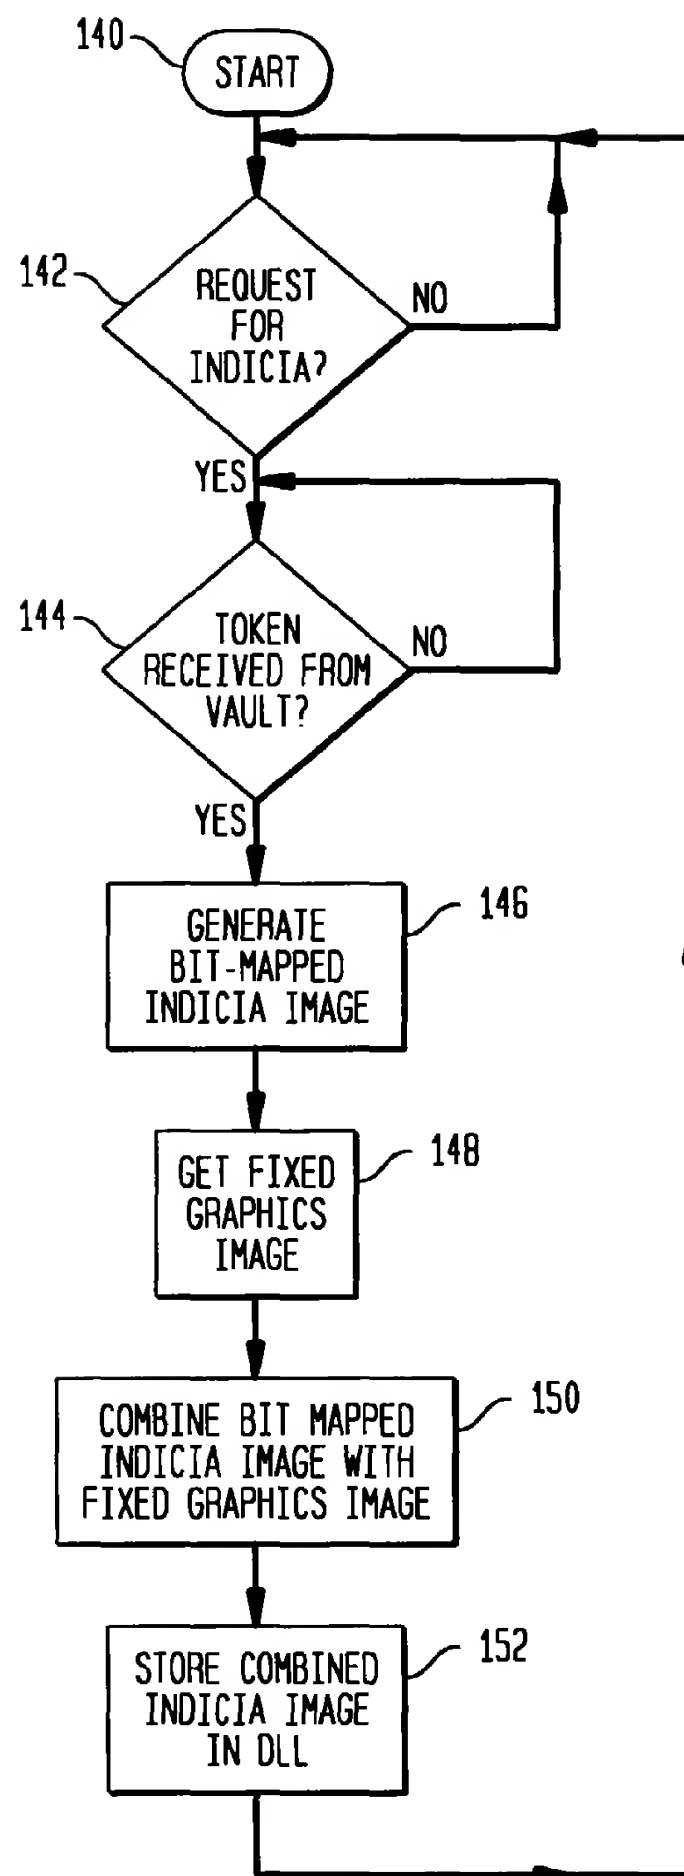 140
START
142
REQUEST
FOR
INDICIA?
NO
YES
144
TOKEN
RECEIVED FROM
VAULT?
NO
YES
146
GENERATE
BIT-MAPPED
INDICIA IMAGE
148
GET FIXED
GRAPHICS
IMAGE
150
COMBINE BIT MAPPED
INDICIA IMAGE WITH
FIXED GRAPHICS IMAGE
152
STORE COMBINED
INDICIA IMAGE
IN DLL